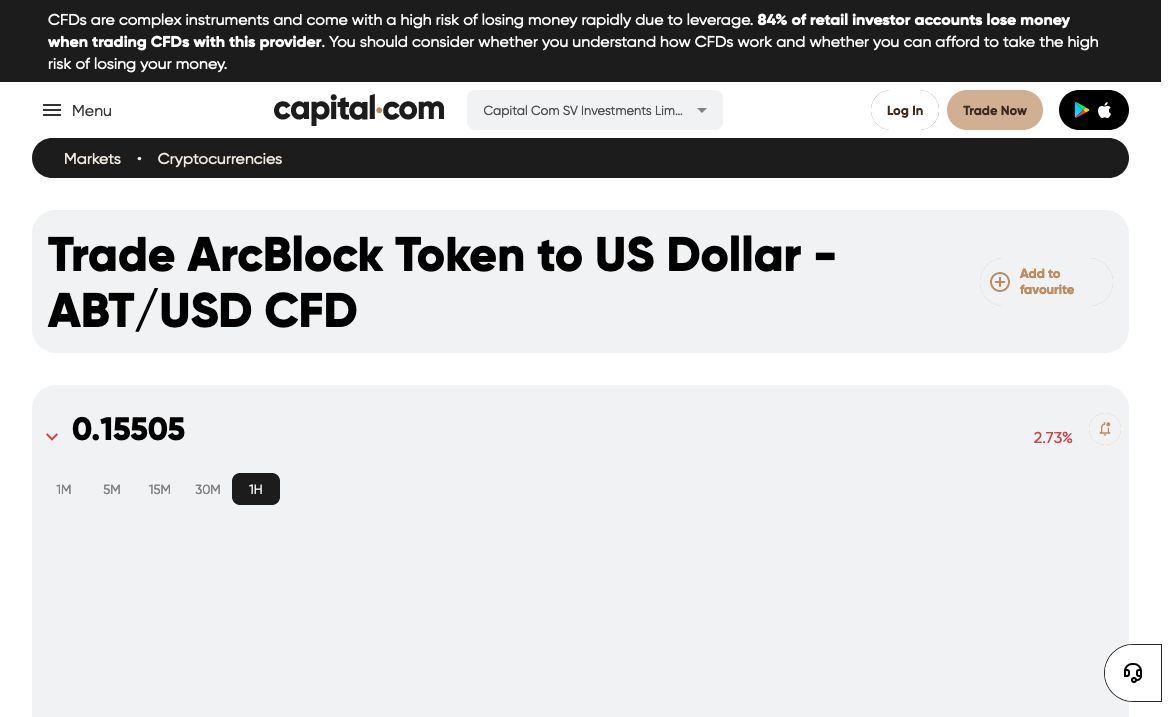 CFDs are complex instruments and come with a high risk of losing money rapidly due to leverage. 84% of retail investor accounts lose money
when trading CFDs with this provider. You should consider whether you understand how CFDs work and whether you can afford to take the high
risk of losing your money.
Menu
capital.com
Capital Com SV Investments Lim...
Log In
Trade Now
Markets • Cryptocurrencies
Trade ArcBlock Token to US Dollar -
ABT/USD CFD
Add to
favourite
0.15505
2.73%
1M 5M 15M 30M 1H